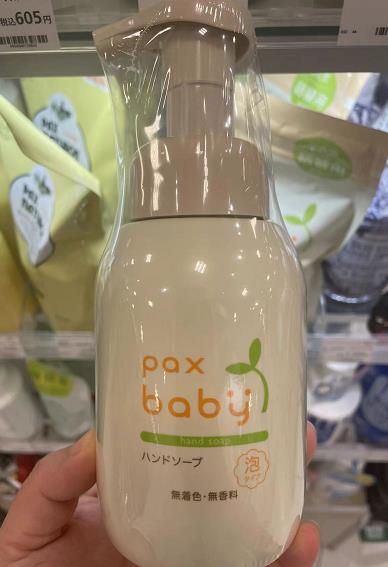 税込605円
pax
baby
hand soap
ハンドソープ
泡
タイプ
無着色・無香料